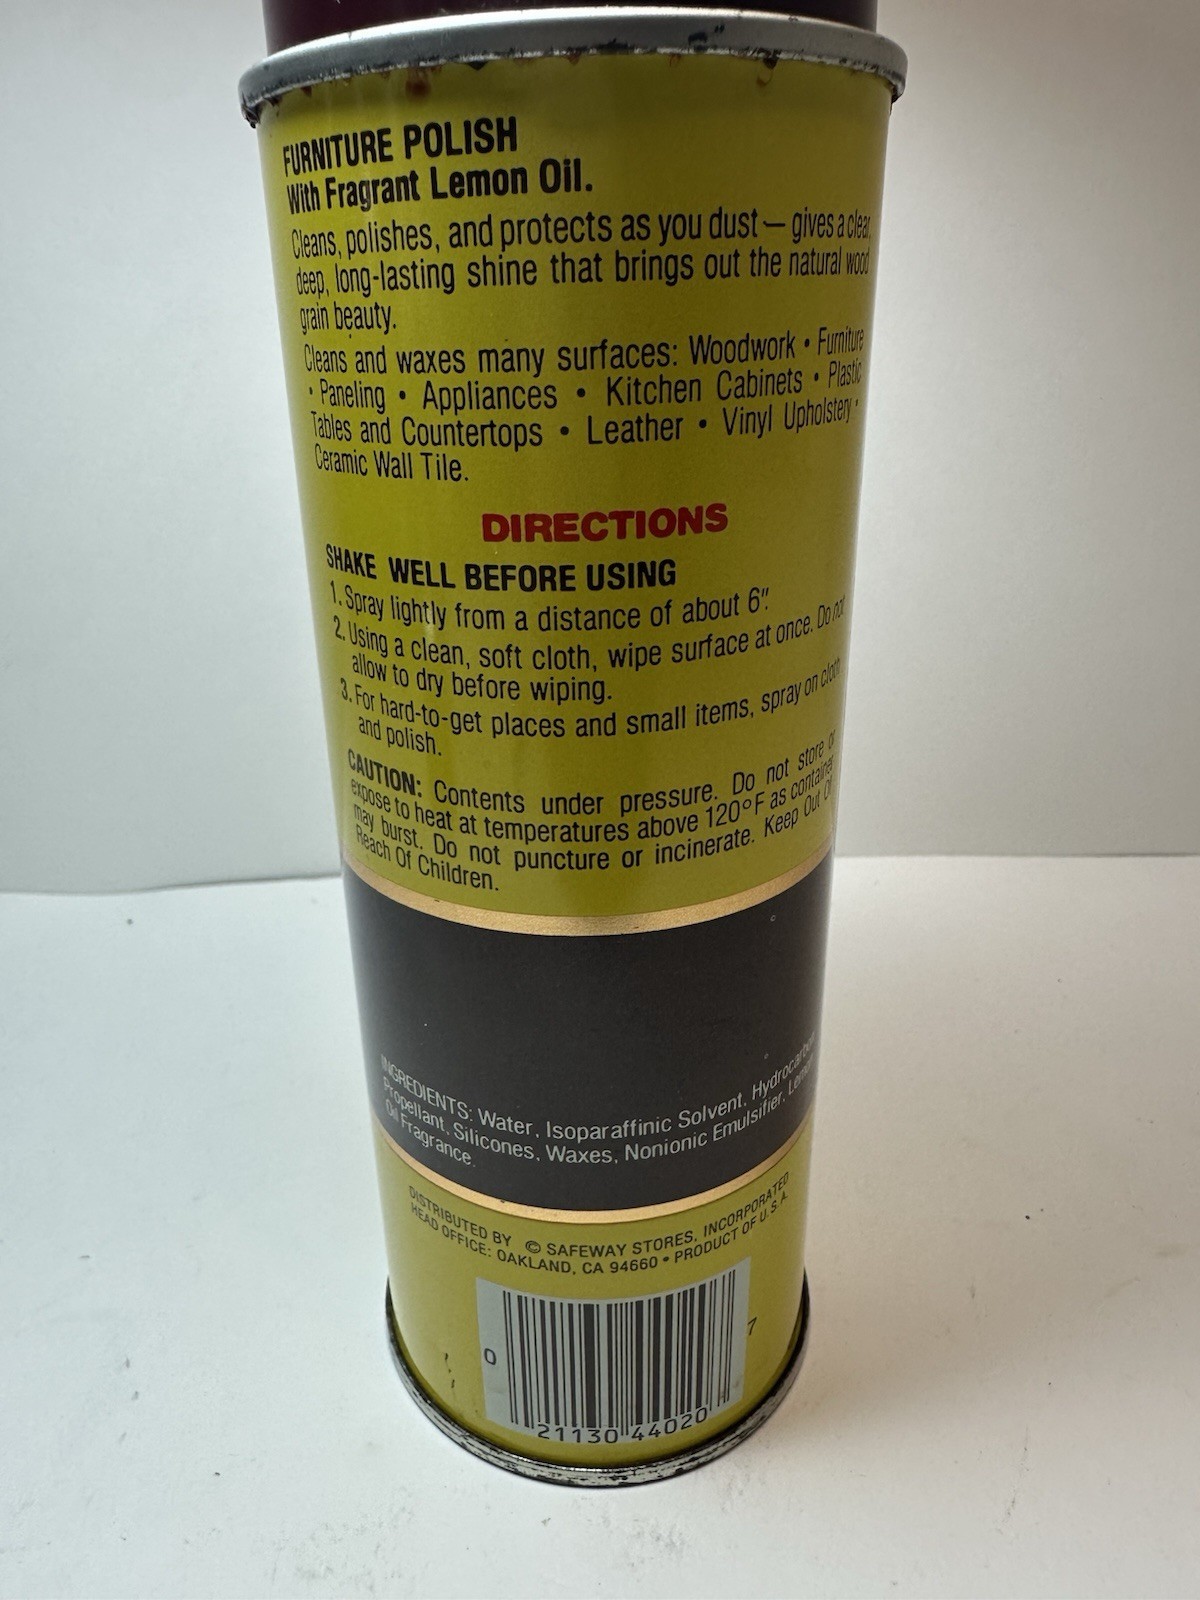 FURNITURE POLISH
With Fragrant Lemon Oil.
Cleans, polishes, and protects as you dust — gives a clear,
deep, long-lasting shine that brings out the natural wood
grain beauty.
Cleans and waxes many surfaces: Woodwork • Furniture
• Paneling • Appliances • Kitchen Cabinets • Plastic
Tables and Countertops • Leather • Vinyl Upholstery •
Ceramic Wall Tile.
DIRECTIONS
SHAKE WELL BEFORE USING
1. Spray lightly from a distance of about 6".
2. Using a clean, soft cloth, wipe surface at once. Do not
allow to dry before wiping.
3. For hard-to-get places and small items, spray on cloth
and polish.
CAUTION: Contents under pressure. Do not store or
expose to heat at temperatures above 120°F as container
may burst. Do not puncture or incinerate. Keep Out Of
Reach Of Children.
INGREDIENTS: Water, Isoparaffinic Solvent, Hydrocarbon
Propellant, Silicones, Waxes, Nonionic Emulsifier, Lemon
Oil Fragrance.
DISTRIBUTED BY © SAFEWAY STORES, INCORPORATED
HEAD OFFICE: OAKLAND, CA 94660 • PRODUCT OF U.S.A.
0 21130 44020 7